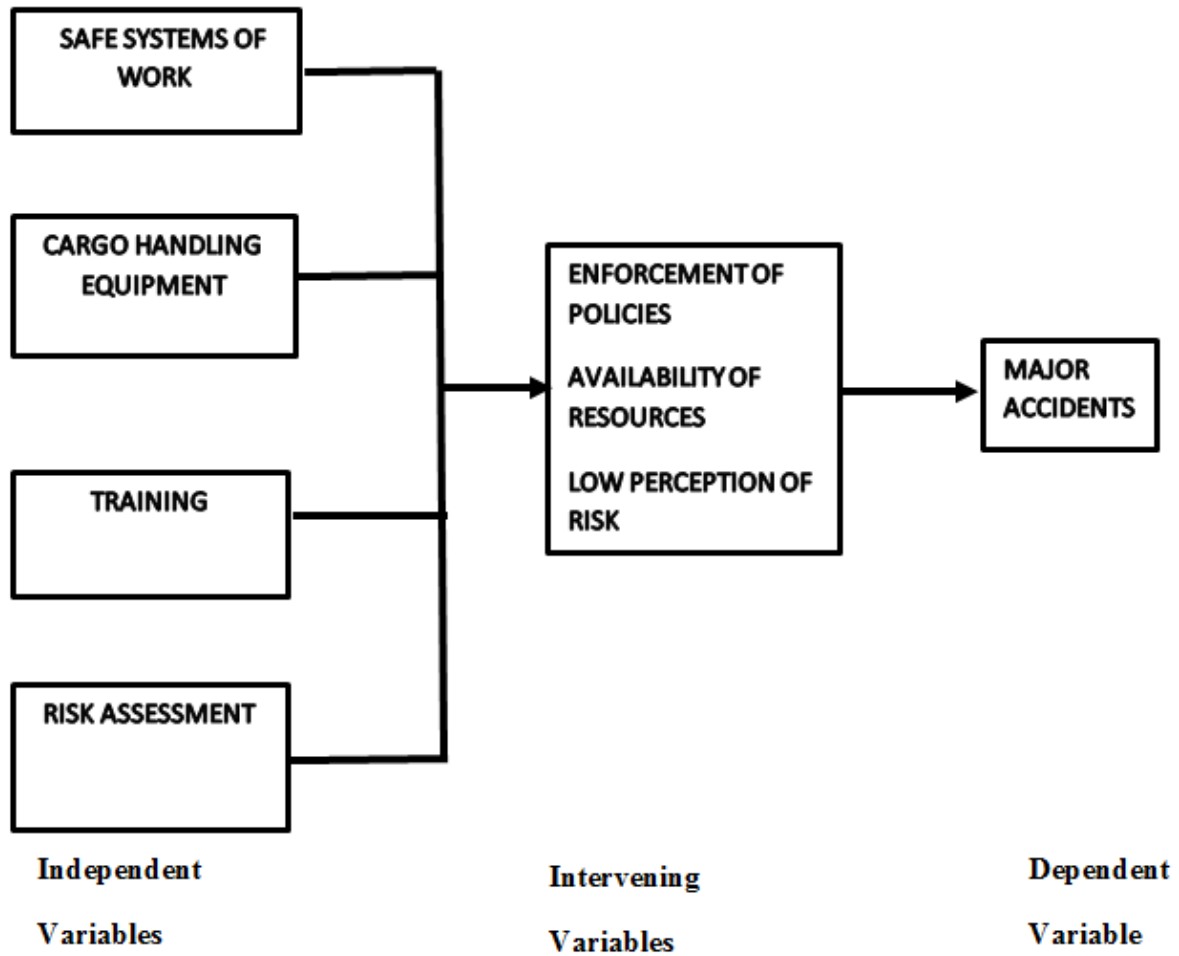 SAFE SYSTEMS OF
WORK
CARGO HANDLING
EQUIPMENT
TRAINING
RISK ASSESSMENT
ENFORCEMENT OF
POLICIES
AVAILABILITY OF
RESOURCES
LOW PERCEPTION OF
RISK
MAJOR
ACCIDENTS
Independent
Variables
Intervening
Variables
Dependent
Variable